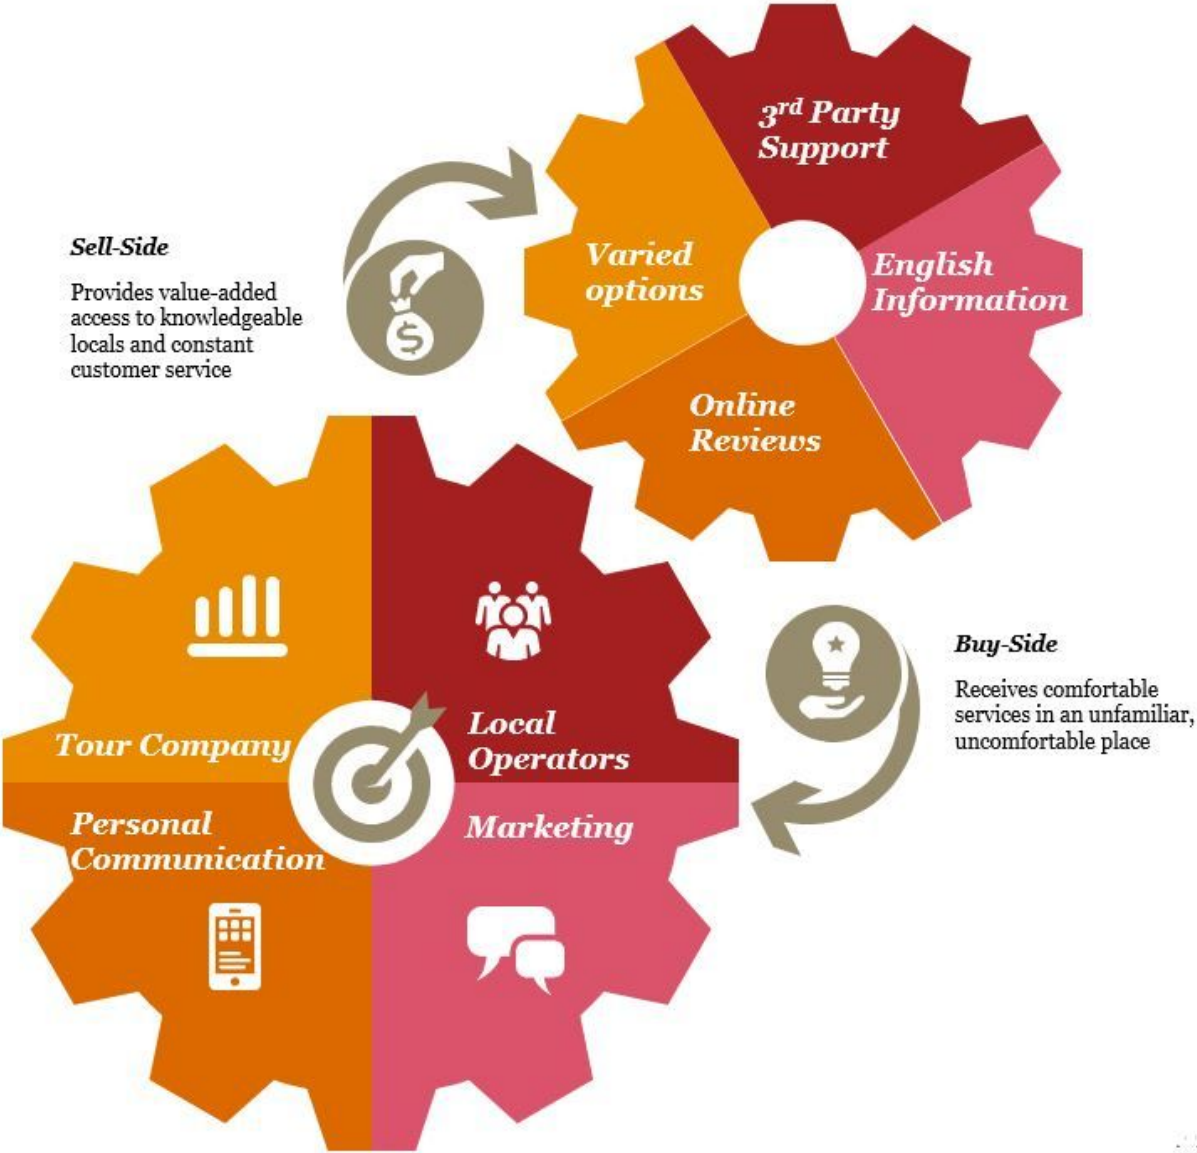 3rd Party
Support
Varied
options
English
Information
Online
Reviews
Sell-Side
Provides value-added
access to knowledgeable
locals and constant
customer service
$
Tour Company
Local
Operators
Personal
Communication
Marketing
Buy-Side
Receives comfortable
services in an unfamiliar,
uncomfortable place